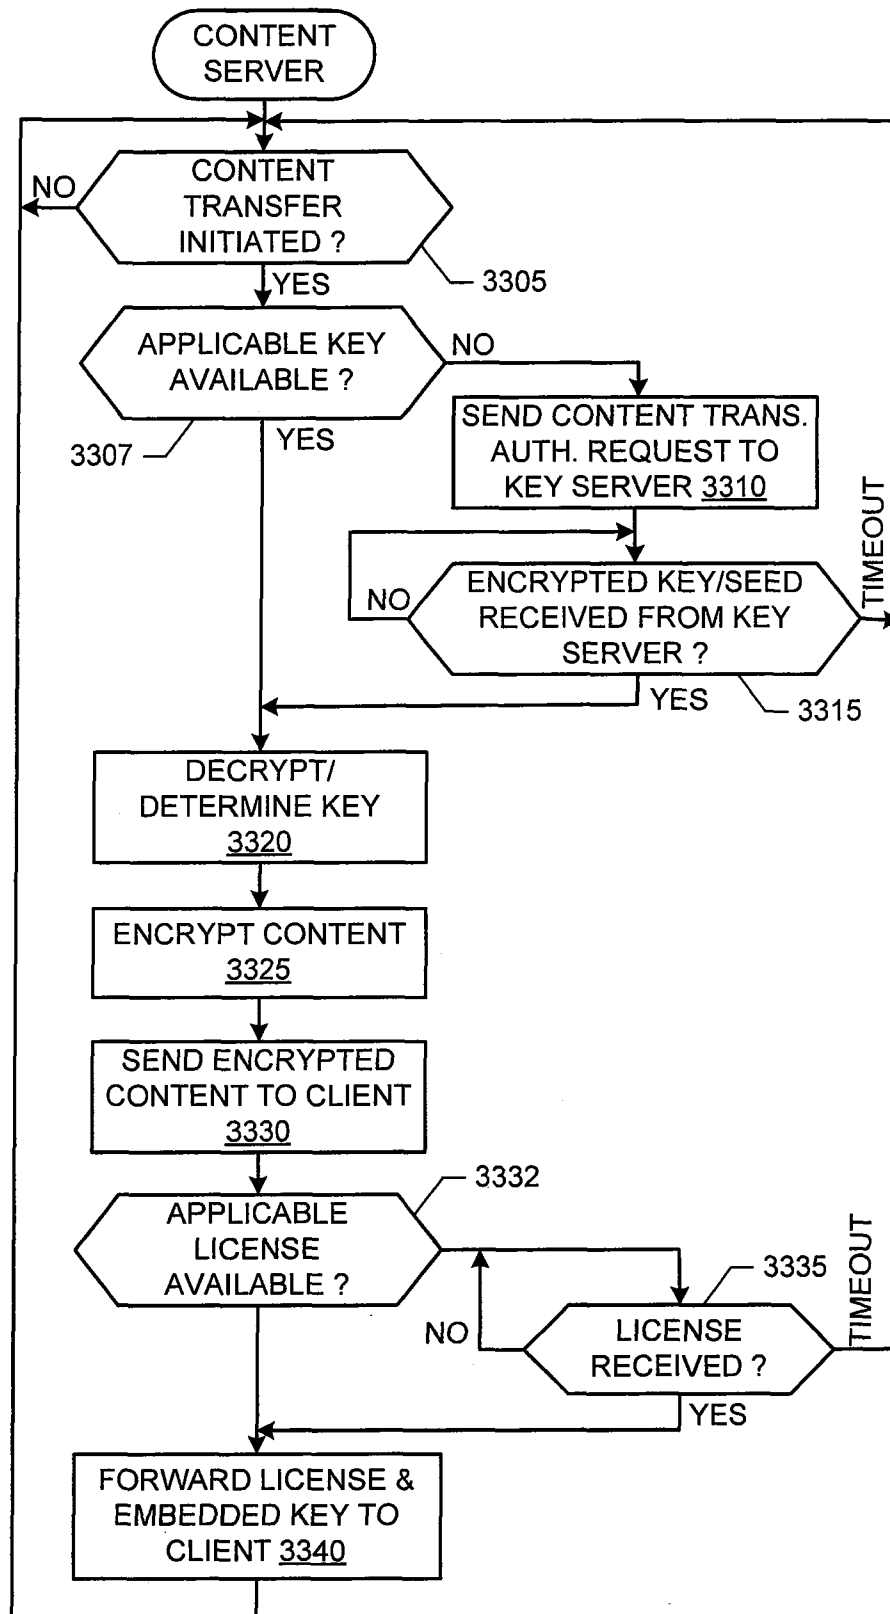 CONTENT
SERVER
CONTENT
TRANSFER
INITIATED ?
NO
3305
YES
APPLICABLE KEY
AVAILABLE ?
NO
3307
YES
SEND CONTENT TRANS.
AUTH. REQUEST TO
KEY SERVER 3310
TIMEOUT
ENCRYPTED KEY/SEED
RECEIVED FROM KEY
SERVER ?
NO
YES
3315
DECRYPT/
DETERMINE KEY
3320
ENCRYPT CONTENT
3325
SEND ENCRYPTED
CONTENT TO CLIENT
3330
3332
APPLICABLE
LICENSE
AVAILABLE ?
TIMEOUT
3335
LICENSE
RECEIVED ?
NO
YES
FORWARD LICENSE &
EMBEDDED KEY TO
CLIENT 3340